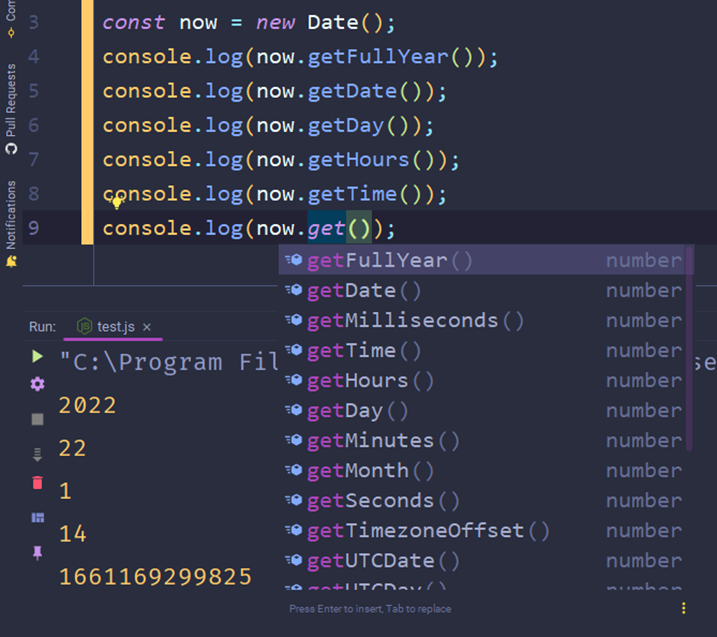 Com
Pull Requests
Notifications
3 const now = new Date();
4 console.log(now.getFullYear());
5 console.log(now.getDate());
6 console.log(now.getDay());
7 console.log(now.getHours());
8 console.log(now.getTime());
9 console.log(now.get());
getFullYear() number
getDate() number
getMilliseconds() number
getTime() number
getHours() number
getDay() number
getMinutes() number
getMonth() number
getSeconds() number
getTimezoneOffset() number
getUTCDate() number
getUTCDay() number
Press Enter to insert, Tab to replace
Run: test.js ×
"C:\Program Fil
se
2022
22
1
14
1661169299825